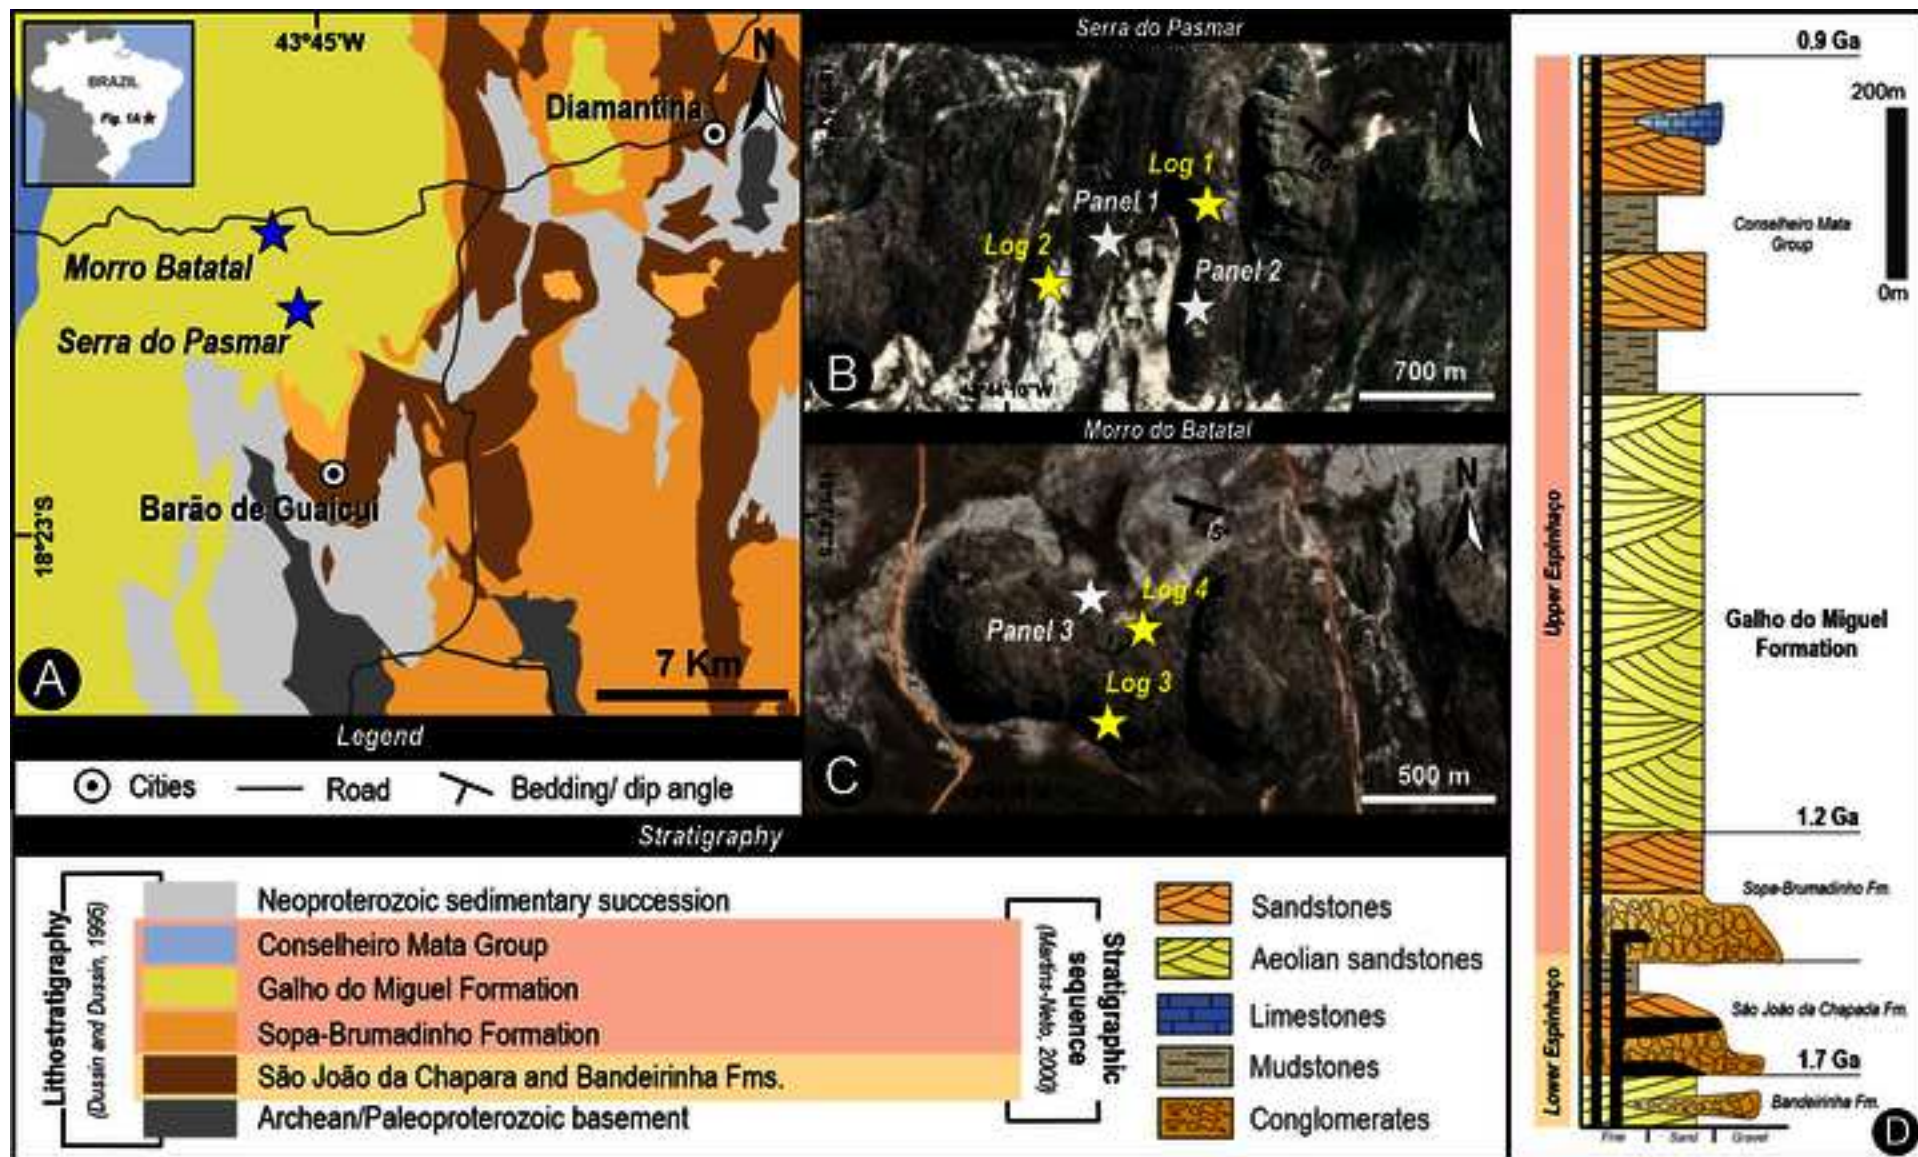 43º45'W
N
BRAZIL
Fig. 1A
Diamantina
Morro Batatal
Serra do Pasmar
Barão de Guaicuí
18º23'S
A
7 Km
Legend
Cities
Road
Bedding/ dip angle
Serra do Pasmar
N
Log 1
Panel 1
Log 2
Panel 2
B
700 m
Morro do Batatal
N
Log 4
Panel 3
Log 3
C
500 m
Stratigraphy
Lithostratigraphy
(Dussin and Dussin, 1995)
Neoproterozoic sedimentary succession
Conselheiro Mata Group
Galho do Miguel Formation
Sopa-Brumadinho Formation
São João da Chapara and Bandeirinha Fms.
Archean/Paleoproterozoic basement
Stratigraphic
sequence
(Martins-Neto, 2000)
Sandstones
Aeolian sandstones
Limestones
Mudstones
Conglomerates
0.9 Ga
200m
0m
Conselheiro Mata
Group
Upper Espinhaço
Galho do Miguel
Formation
1.2 Ga
Sopa-Brumadinho Fm.
Lower Espinhaço
São João da Chapada Fm.
1.7 Ga
Bandeirinha Fm.
Fine
Sand
Gravel
D